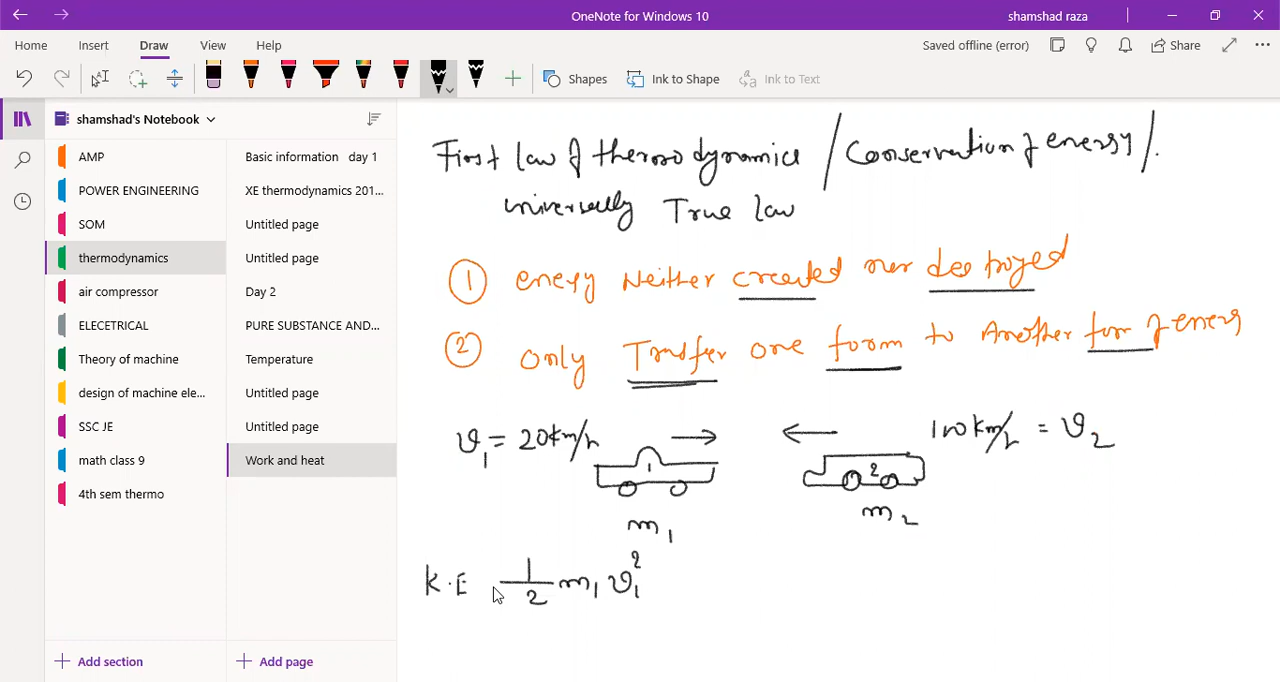 OneNote for Windows 10
shamshad raza
Home Insert Draw View Help
Saved offline (error) Share
Shapes Ink to Shape Ink to Text
shamshad's Notebook
AMP
POWER ENGINEERING
SOM
thermodynamics
air compressor
ELECETRICAL
Theory of machine
design of machine ele...
SSC JE
math class 9
4th sem thermo
Add section
Basic information day 1
XE thermodynamics 201...
Untitled page
Untitled page
Day 2
PURE SUBSTANCE AND...
Temperature
Untitled page
Untitled page
Work and heat
Add page
First law of thermodynamics / Conservation of energy/.
universally True law
① energy Neither created nor destroyed
② only Transfer one form to Another form of energy
v₁ = 20km/h
100km/h = v₂
1
2
m₁
m₂
K.E 1/2 m₁ v₁²